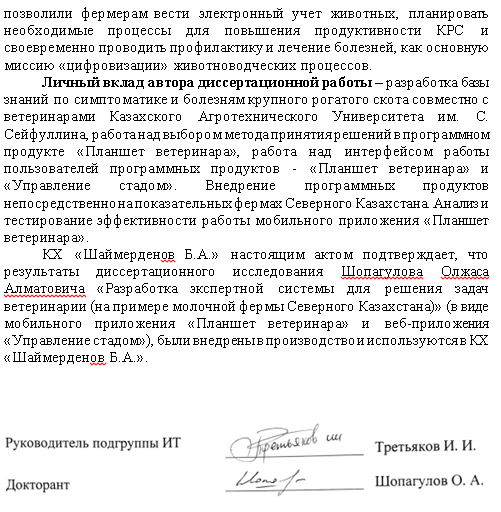 позволили фермерам вести электронный учет животных, планировать
необходимые процессы для повышения продуктивности КРС и
своевременно проводить профилактику и лечение болезней, как основную
миссию «цифровизации» животноводческих процессов.
Личный вклад автора диссертационной работы – разработка базы
знаний по симптоматике и болезням крупного рогатого скота совместно с
ветеринарами Казахского Агротехнического Университета им. С.
Сейфуллина, работа над выбором метода принятия решений в программном
продукте «Планшет ветеринара», работа над интерфейсом работы
пользователей программных продуктов - «Планшет ветеринара» и
«Управление стадом». Внедрение программных продуктов
непосредственно на показательных фермах Северного Казахстана. Анализ и
тестирование эффективности работы мобильного приложения «Планшет
ветеринара».
КХ «Шаймерденов Б.А.» настоящим актом подтверждает, что
результаты диссертационного исследования Шопагулова Олжаса
Алматовича «Разработка экспертной системы для решения задач
ветеринарии (на примере молочной фермы Северного Казахстана)» (в виде
мобильного приложения «Планшет ветеринара» и веб-приложения
«Управление стадом»), были внедрены в производство и используются в КХ
«Шаймерденов Б.А.».
Руководитель подгруппы ИТ Третьяков Третьяков И. И.
Докторант Шопагулов О. А.